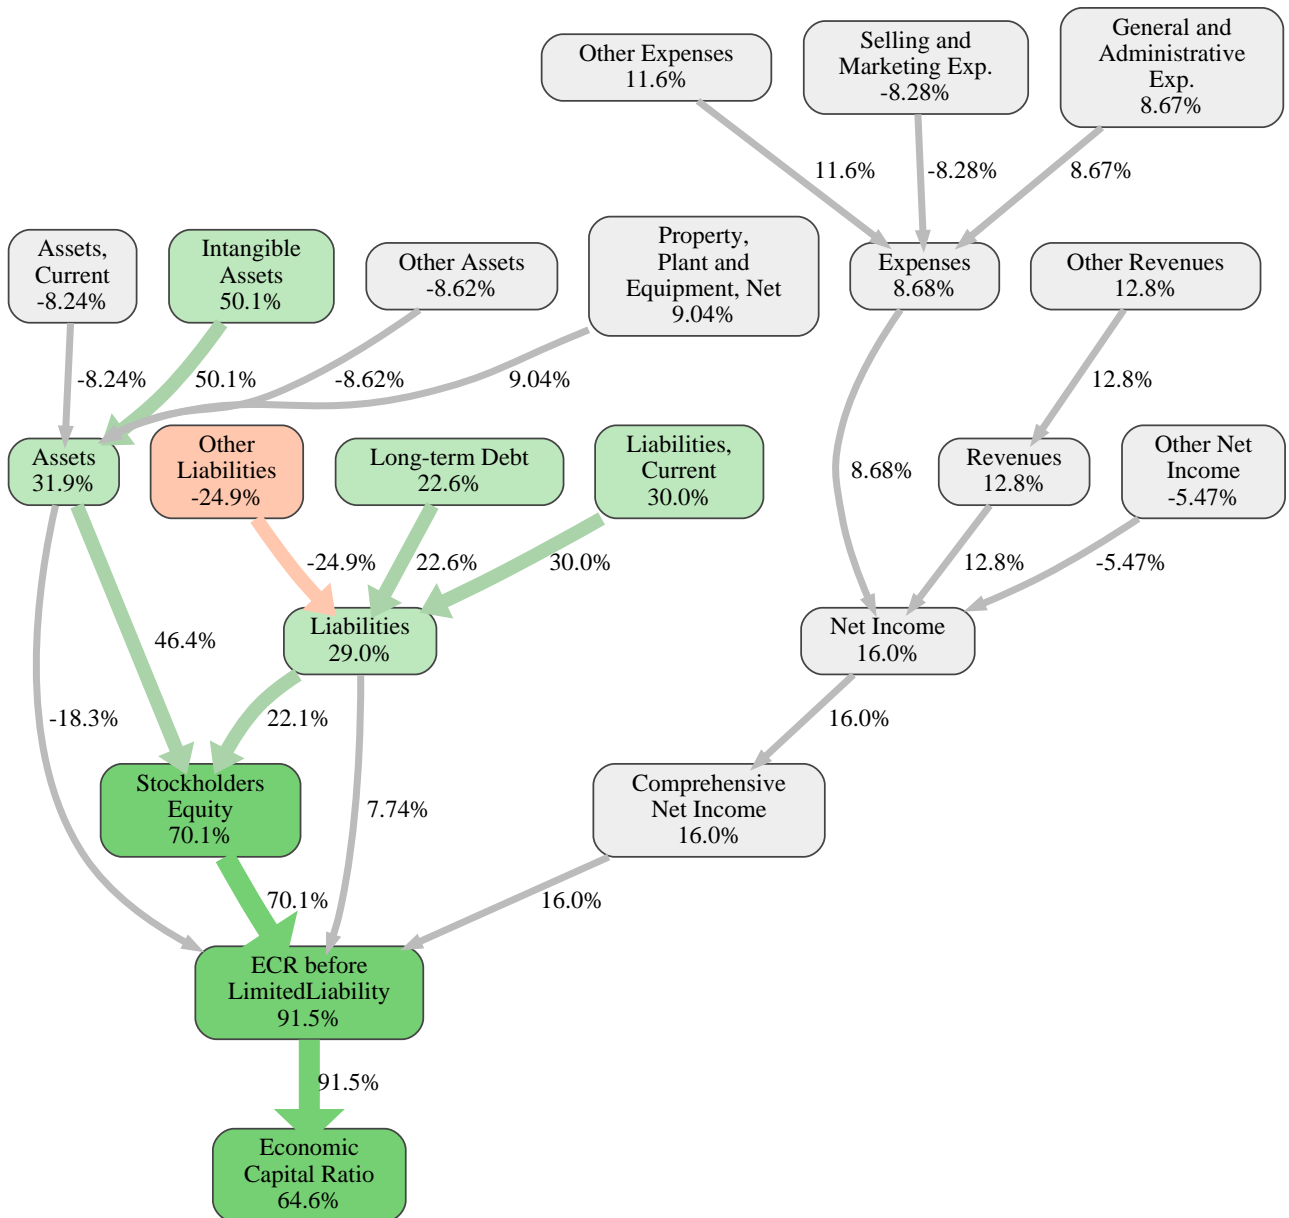 Other Expenses
11.6%
Selling and
Marketing Exp.
-8.28%
General and
Administrative
Exp.
8.67%
11.6%
-8.28%
8.67%
Assets,
Current
-8.24%
Intangible
Assets
50.1%
Other Assets
-8.62%
Property,
Plant and
Equipment, Net
9.04%
Expenses
8.68%
Other Revenues
12.8%
-8.24%
50.1%
-8.62%
9.04%
12.8%
Assets
31.9%
Other
Liabilities
-24.9%
Long-term Debt
22.6%
Liabilities,
Current
30.0%
8.68%
Revenues
12.8%
Other Net
Income
-5.47%
-24.9%
22.6%
30.0%
12.8%
-5.47%
46.4%
Liabilities
29.0%
Net Income
16.0%
-18.3%
22.1%
16.0%
Stockholders
Equity
70.1%
7.74%
Comprehensive
Net Income
16.0%
70.1%
16.0%
ECR before
LimitedLiability
91.5%
91.5%
Economic
Capital Ratio
64.6%